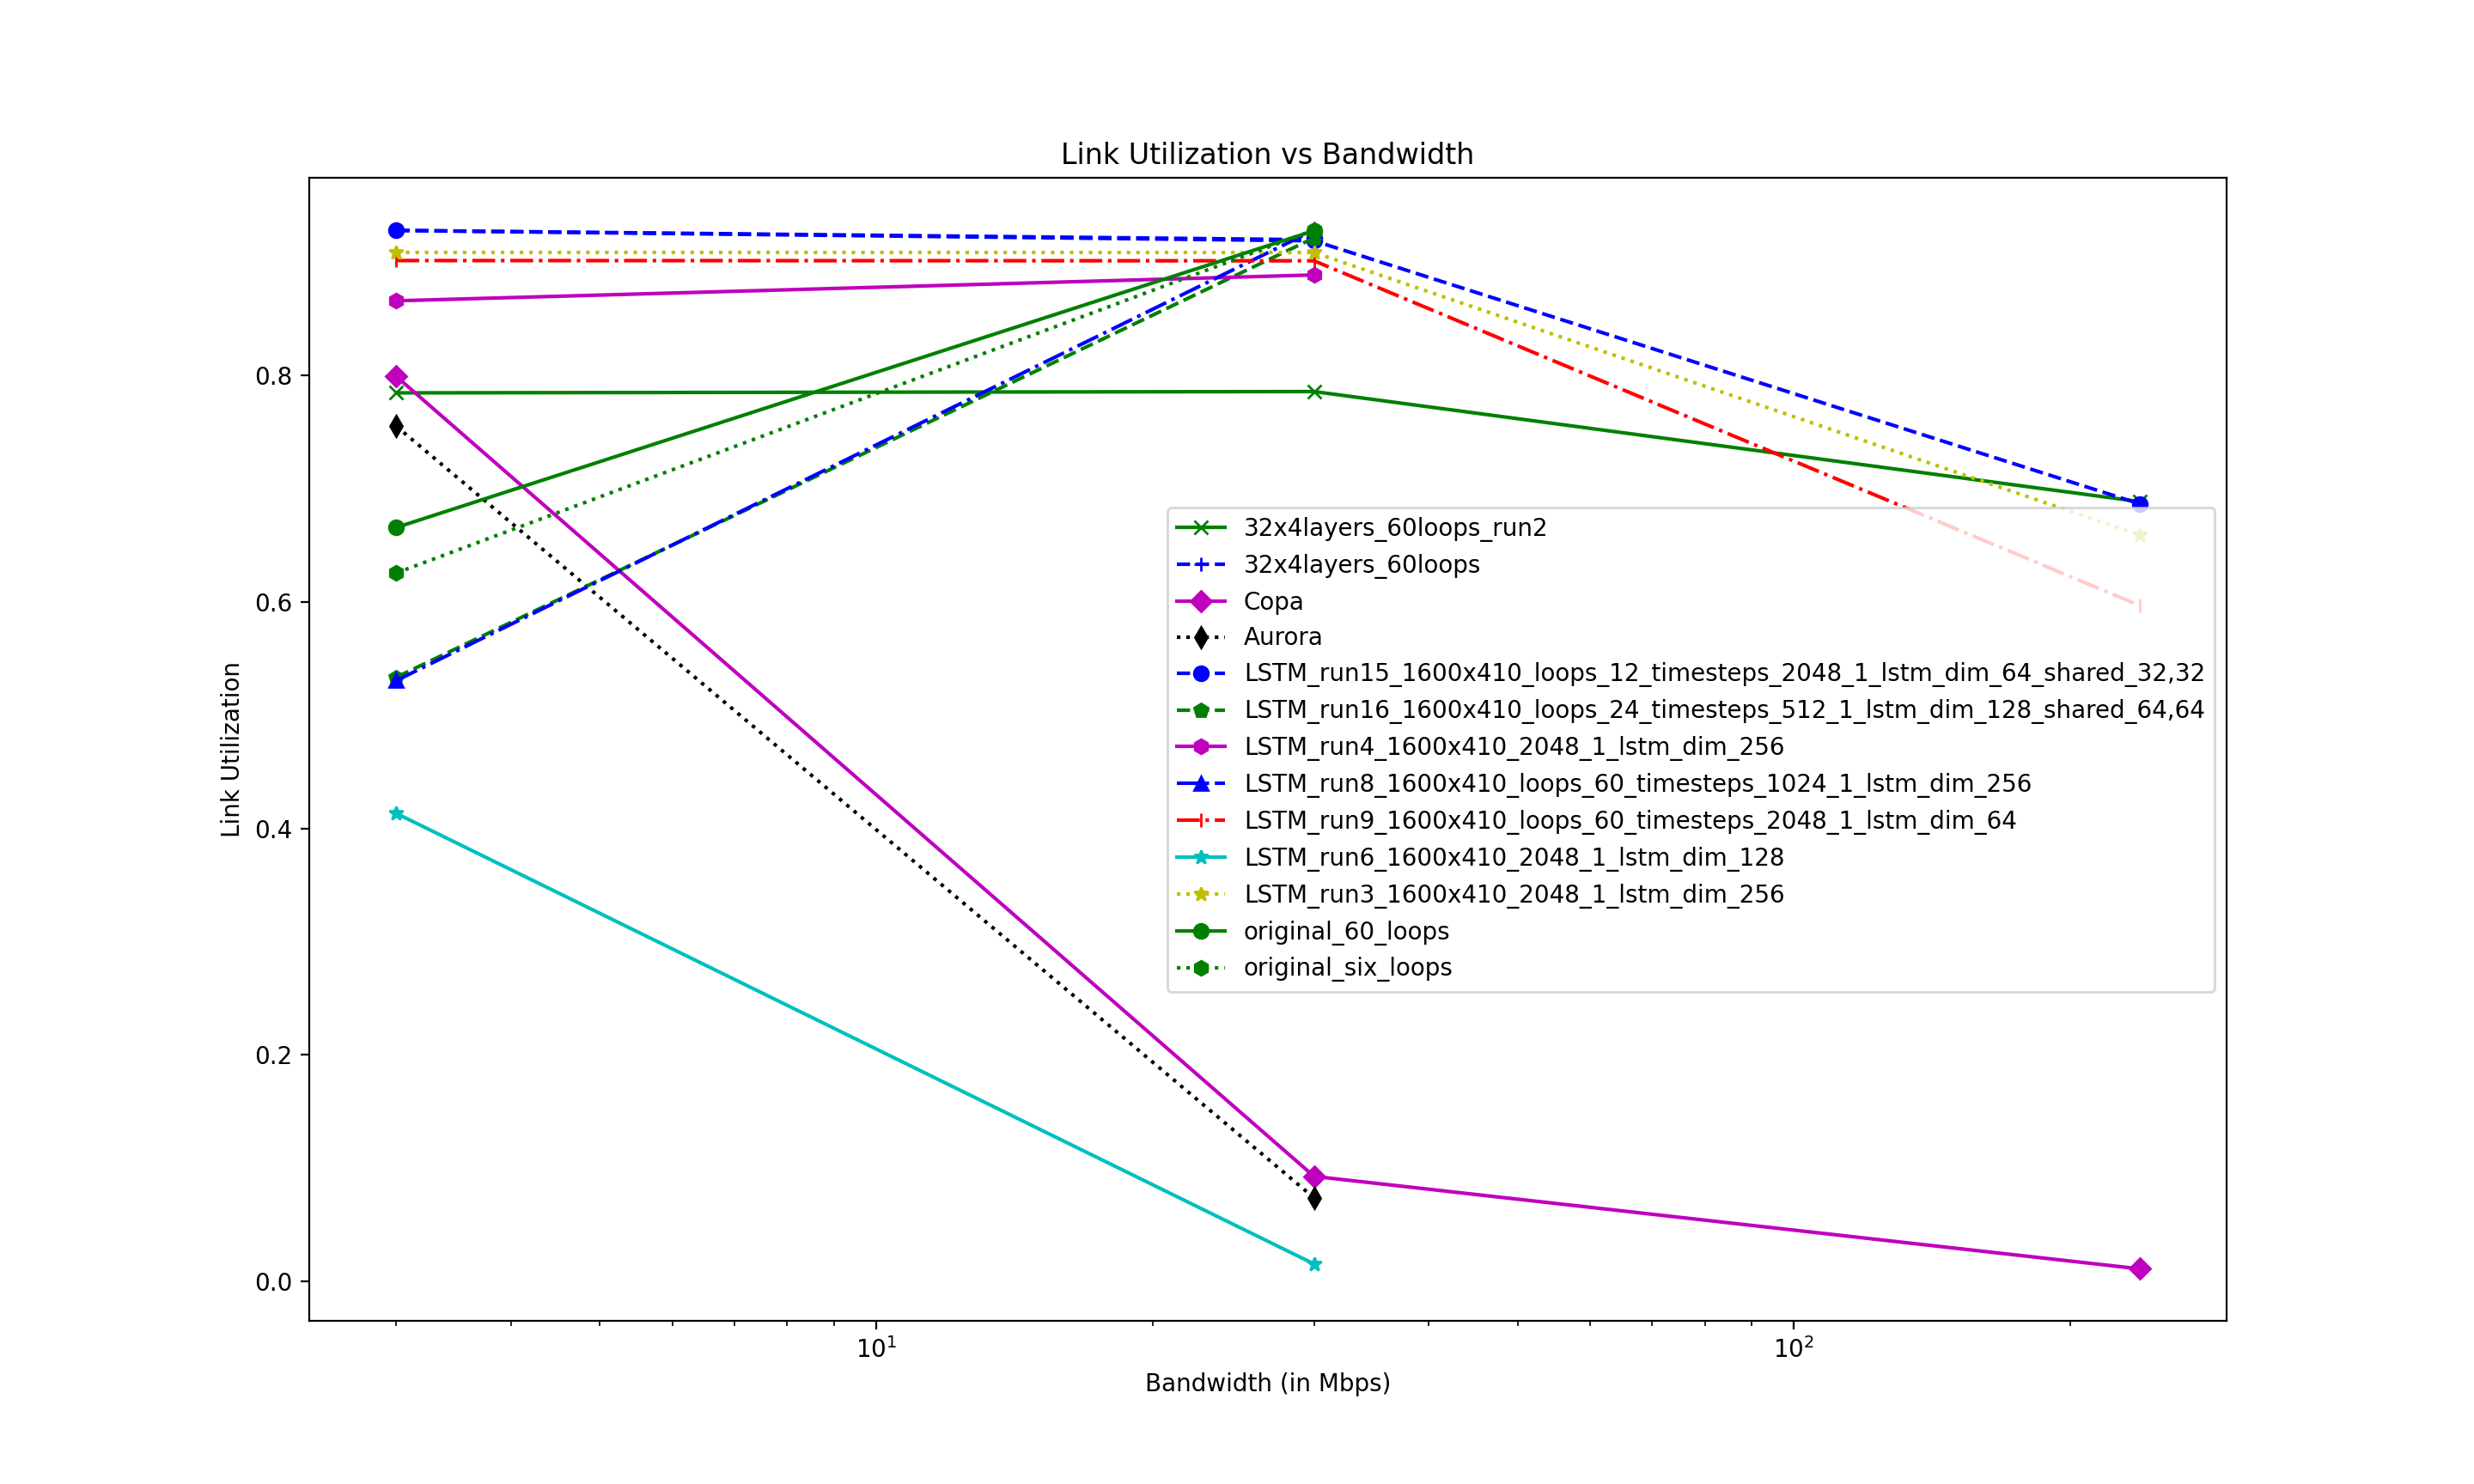 Link Utilization vs Bandwidth
Link Utilization
0.8
0.6
0.4
0.2
0.0
32x4layers_60loops_run2
32x4layers_60loops
Copa
Aurora
LSTM_run15_1600x410_loops_12_timesteps_2048_1_lstm_dim_64_shared_32,32
LSTM_run16_1600x410_loops_24_timesteps_512_1_lstm_dim_128_shared_64,64
LSTM_run4_1600x410_2048_1_lstm_dim_256
LSTM_run8_1600x410_loops_60_timesteps_1024_1_lstm_dim_256
LSTM_run9_1600x410_loops_60_timesteps_2048_1_lstm_dim_64
LSTM_run6_1600x410_2048_1_lstm_dim_128
LSTM_run3_1600x410_2048_1_lstm_dim_256
original_60_loops
original_six_loops
10¹ 10²
Bandwidth (in Mbps)